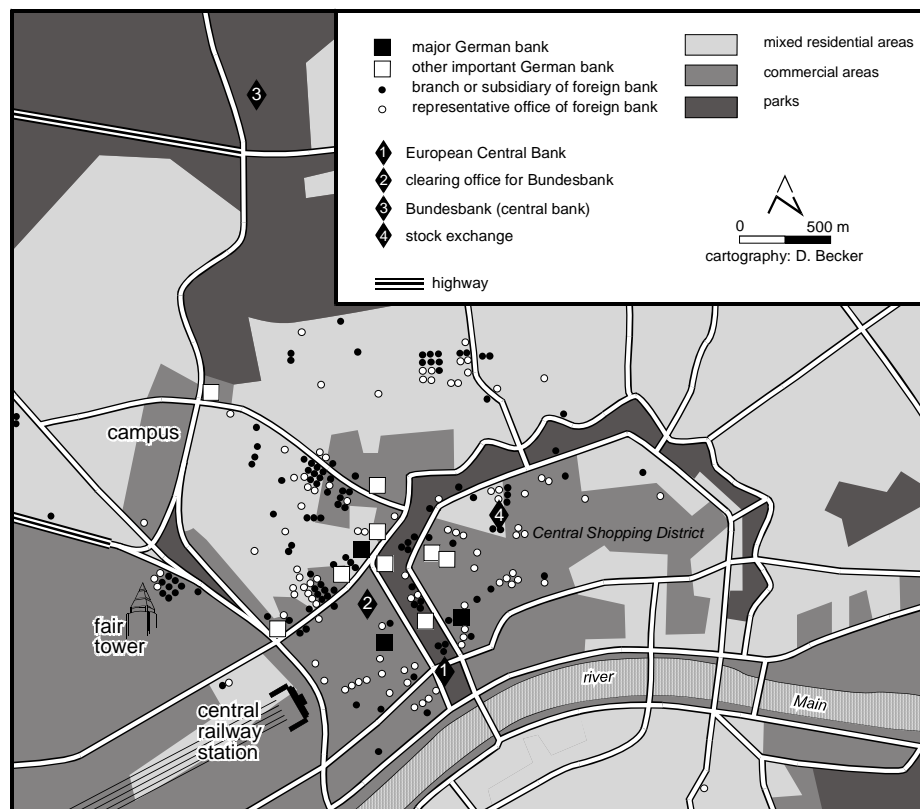 major German bank
other important German bank
branch or subsidiary of foreign bank
representative office of foreign bank
1 European Central Bank
2 clearing office for Bundesbank
3 Bundesbank (central bank)
4 stock exchange
highway
mixed residential areas
commercial areas
parks
0 500 m
cartography: D. Becker
3
campus
4
Central Shopping District
2
fair
tower
1
river
Main
central
railway
station